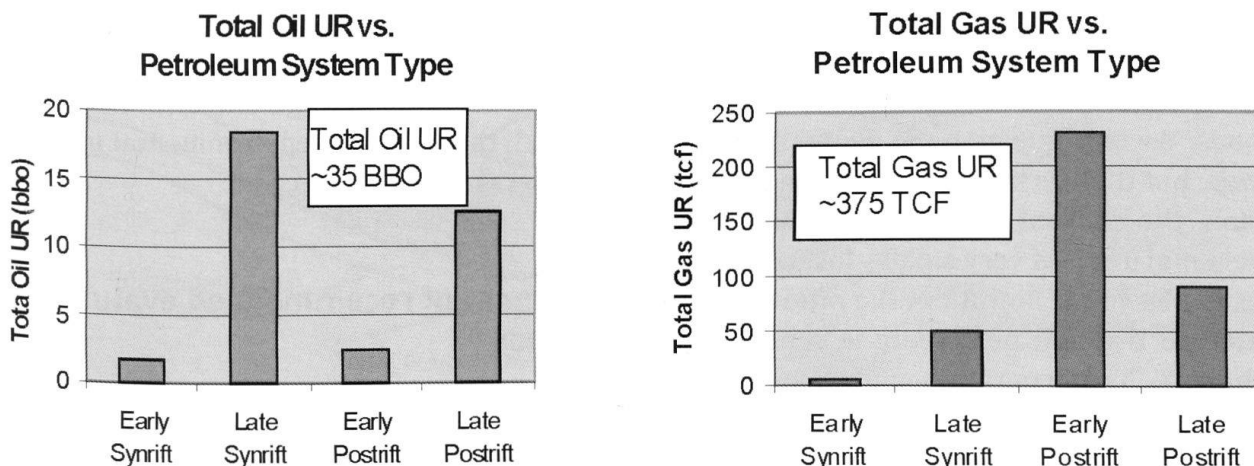 Total Oil UR vs.
Petroleum System Type
20
15
10
5
0
Tota Oil UR (bbo)
Total Oil UR
~35 BBO
Early
Synrift
Late
Synrift
Early
Postrift
Late
Postrift
Total Gas UR vs.
Petroleum System Type
250
200
150
100
50
0
Total Gas UR (tcf)
Total Gas UR
~375 TCF
Early
Synrift
Late
Synrift
Early
Postrift
Late
Postrift